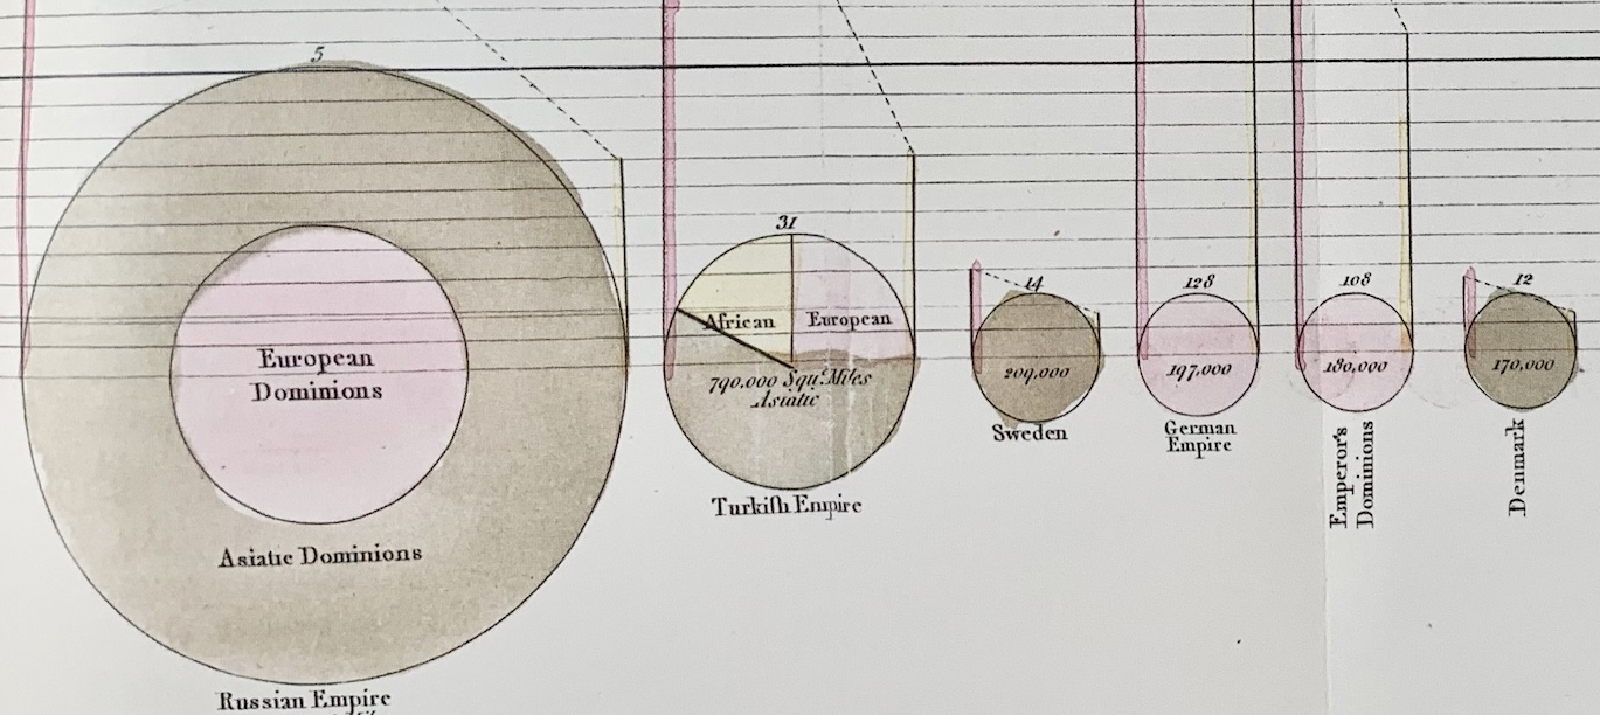 5
European
Dominions
Asiatic Dominions
Russian Empire
31
African
European
790,000 Squ. Miles
Asiatic
Turkish Empire
14
209,000
Sweden
128
197,000
German
Empire
108
180,000
Emperor's
Dominions
12
170,000
Denmark